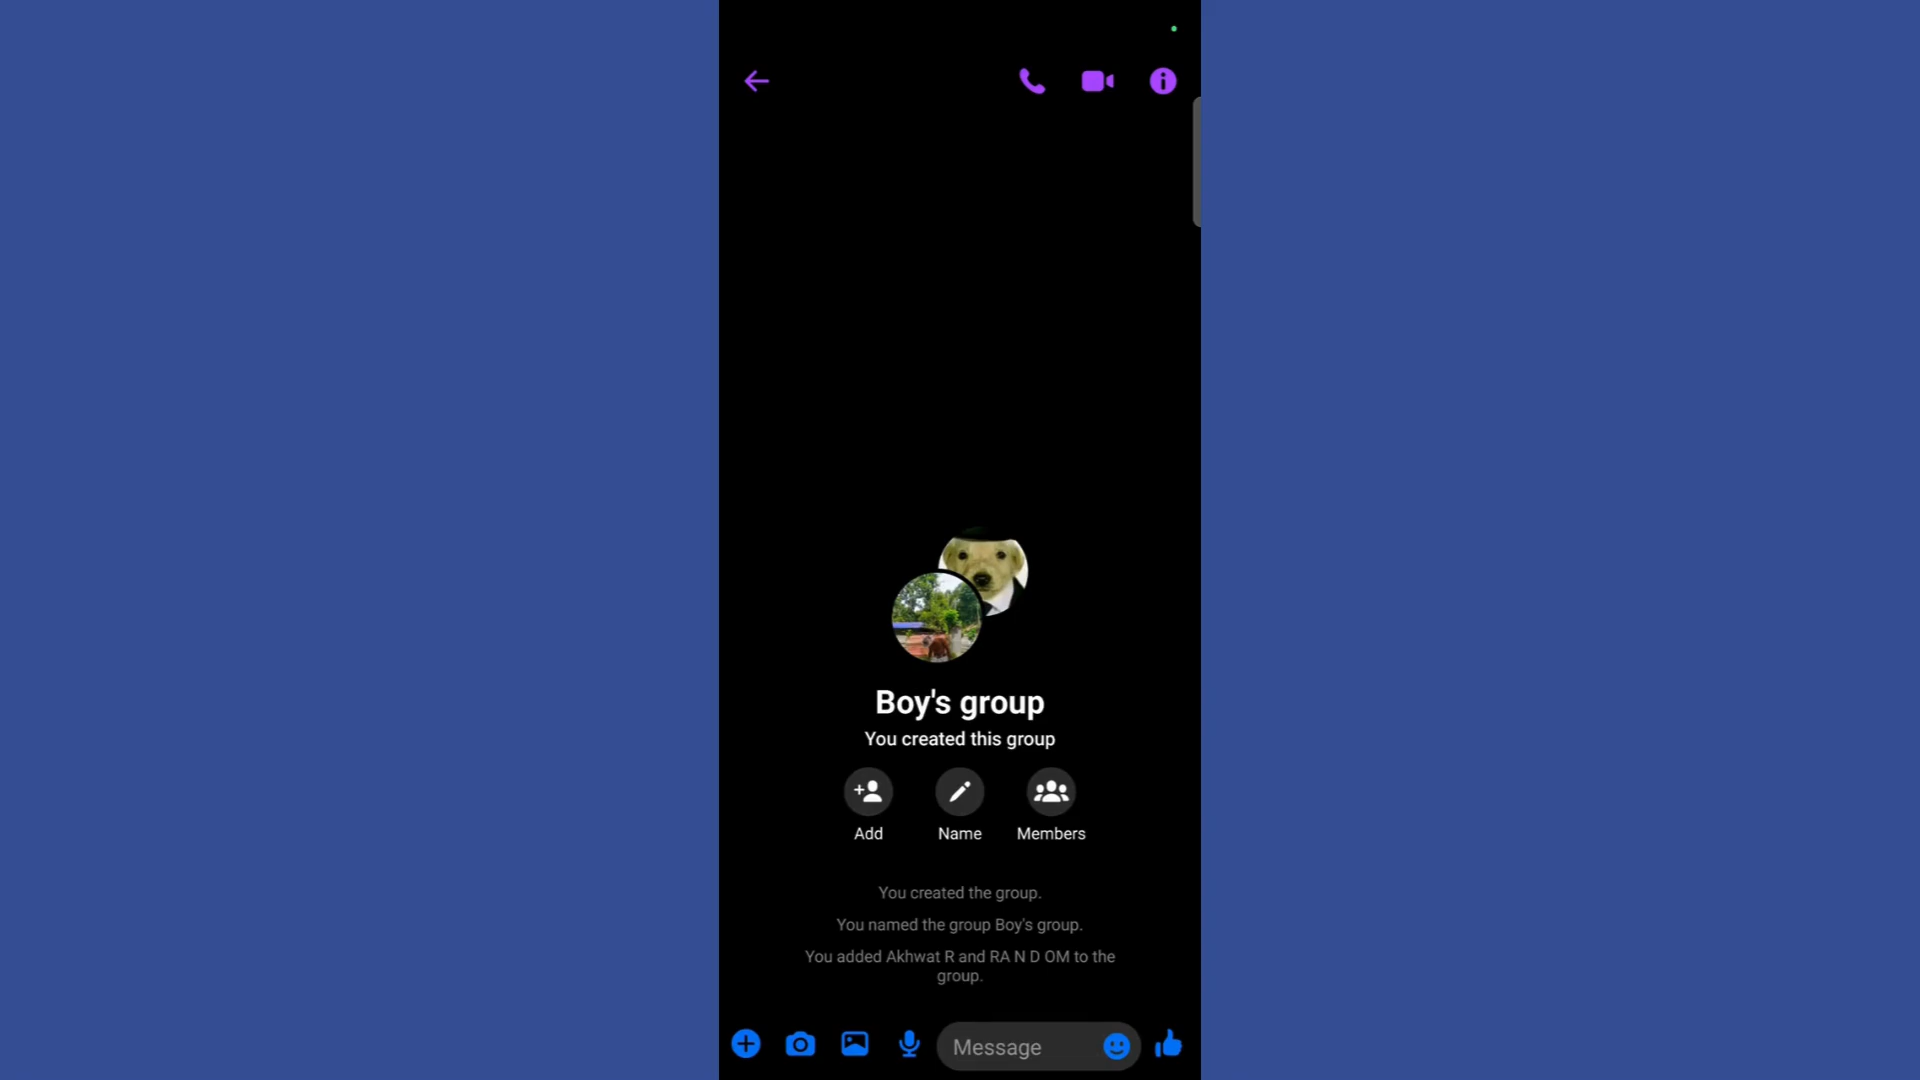 Boy's group
You created this group
Add
Name
Members
You created the group.
You named the group Boy's group.
You added Akhwat R and RA N D OM to the
group.
Message